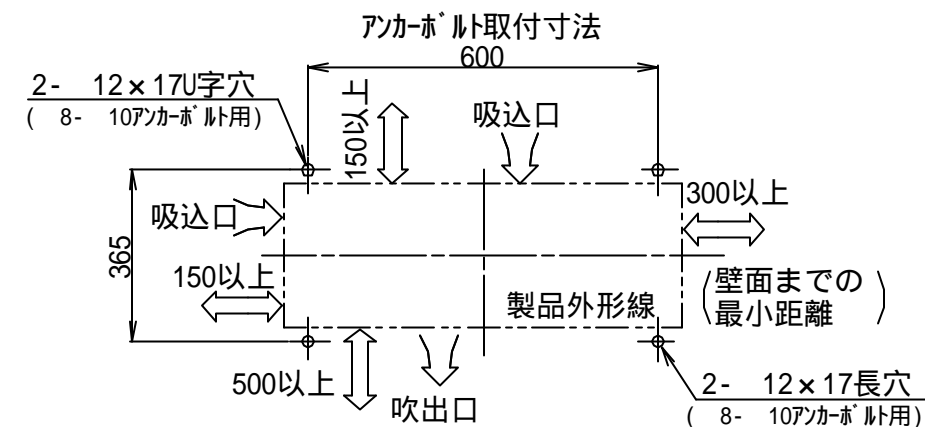 アンカーボルト取付寸法
600
2-　12×17U字穴
(　8-　10アンカーボルト用)
150以上
吸込口
300以上
吸込口
365
150以上
(壁面までの
最小距離)
製品外形線
500以上
吹出口
2-　12×17長穴
(　8-　10アンカーボルト用)